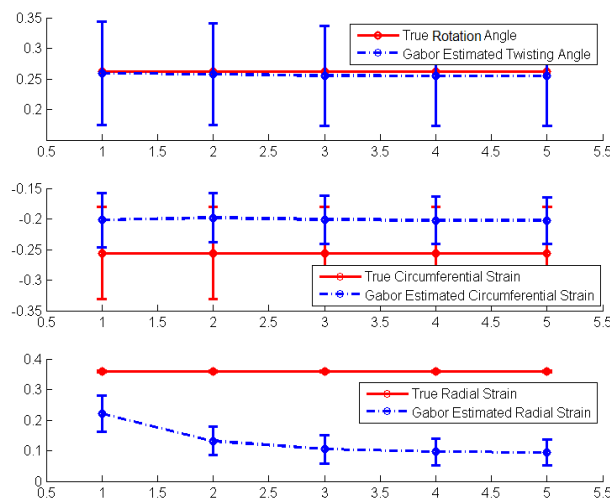 0.35
True Rotation Angle
0.3
Gabor Estimated Twisting Angle
0.25
0.2
0.5 1 1.5 2 2.5 3 3.5 4 4.5 5 5.5
-0.15
-0.2
-0.25
True Circumferential Strain
-0.3
Gabor Estimated Circumferential Strain
-0.35
0.5 1 1.5 2 2.5 3 3.5 4 4.5 5 5.5
0.4
True Radial Strain
0.3
Gabor Estimated Radial Strain
0.2
0.1
0
0.5 1 1.5 2 2.5 3 3.5 4 4.5 5 5.5